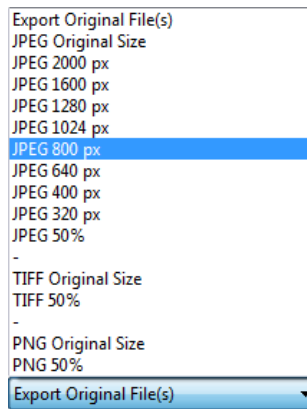 Export Original File(s)
JPEG Original Size
JPEG 2000 px
JPEG 1600 px
JPEG 1280 px
JPEG 1024 px
JPEG 800 px
JPEG 640 px
JPEG 400 px
JPEG 320 px
JPEG 50%
-
TIFF Original Size
TIFF 50%
-
PNG Original Size
PNG 50%
Export Original File(s)